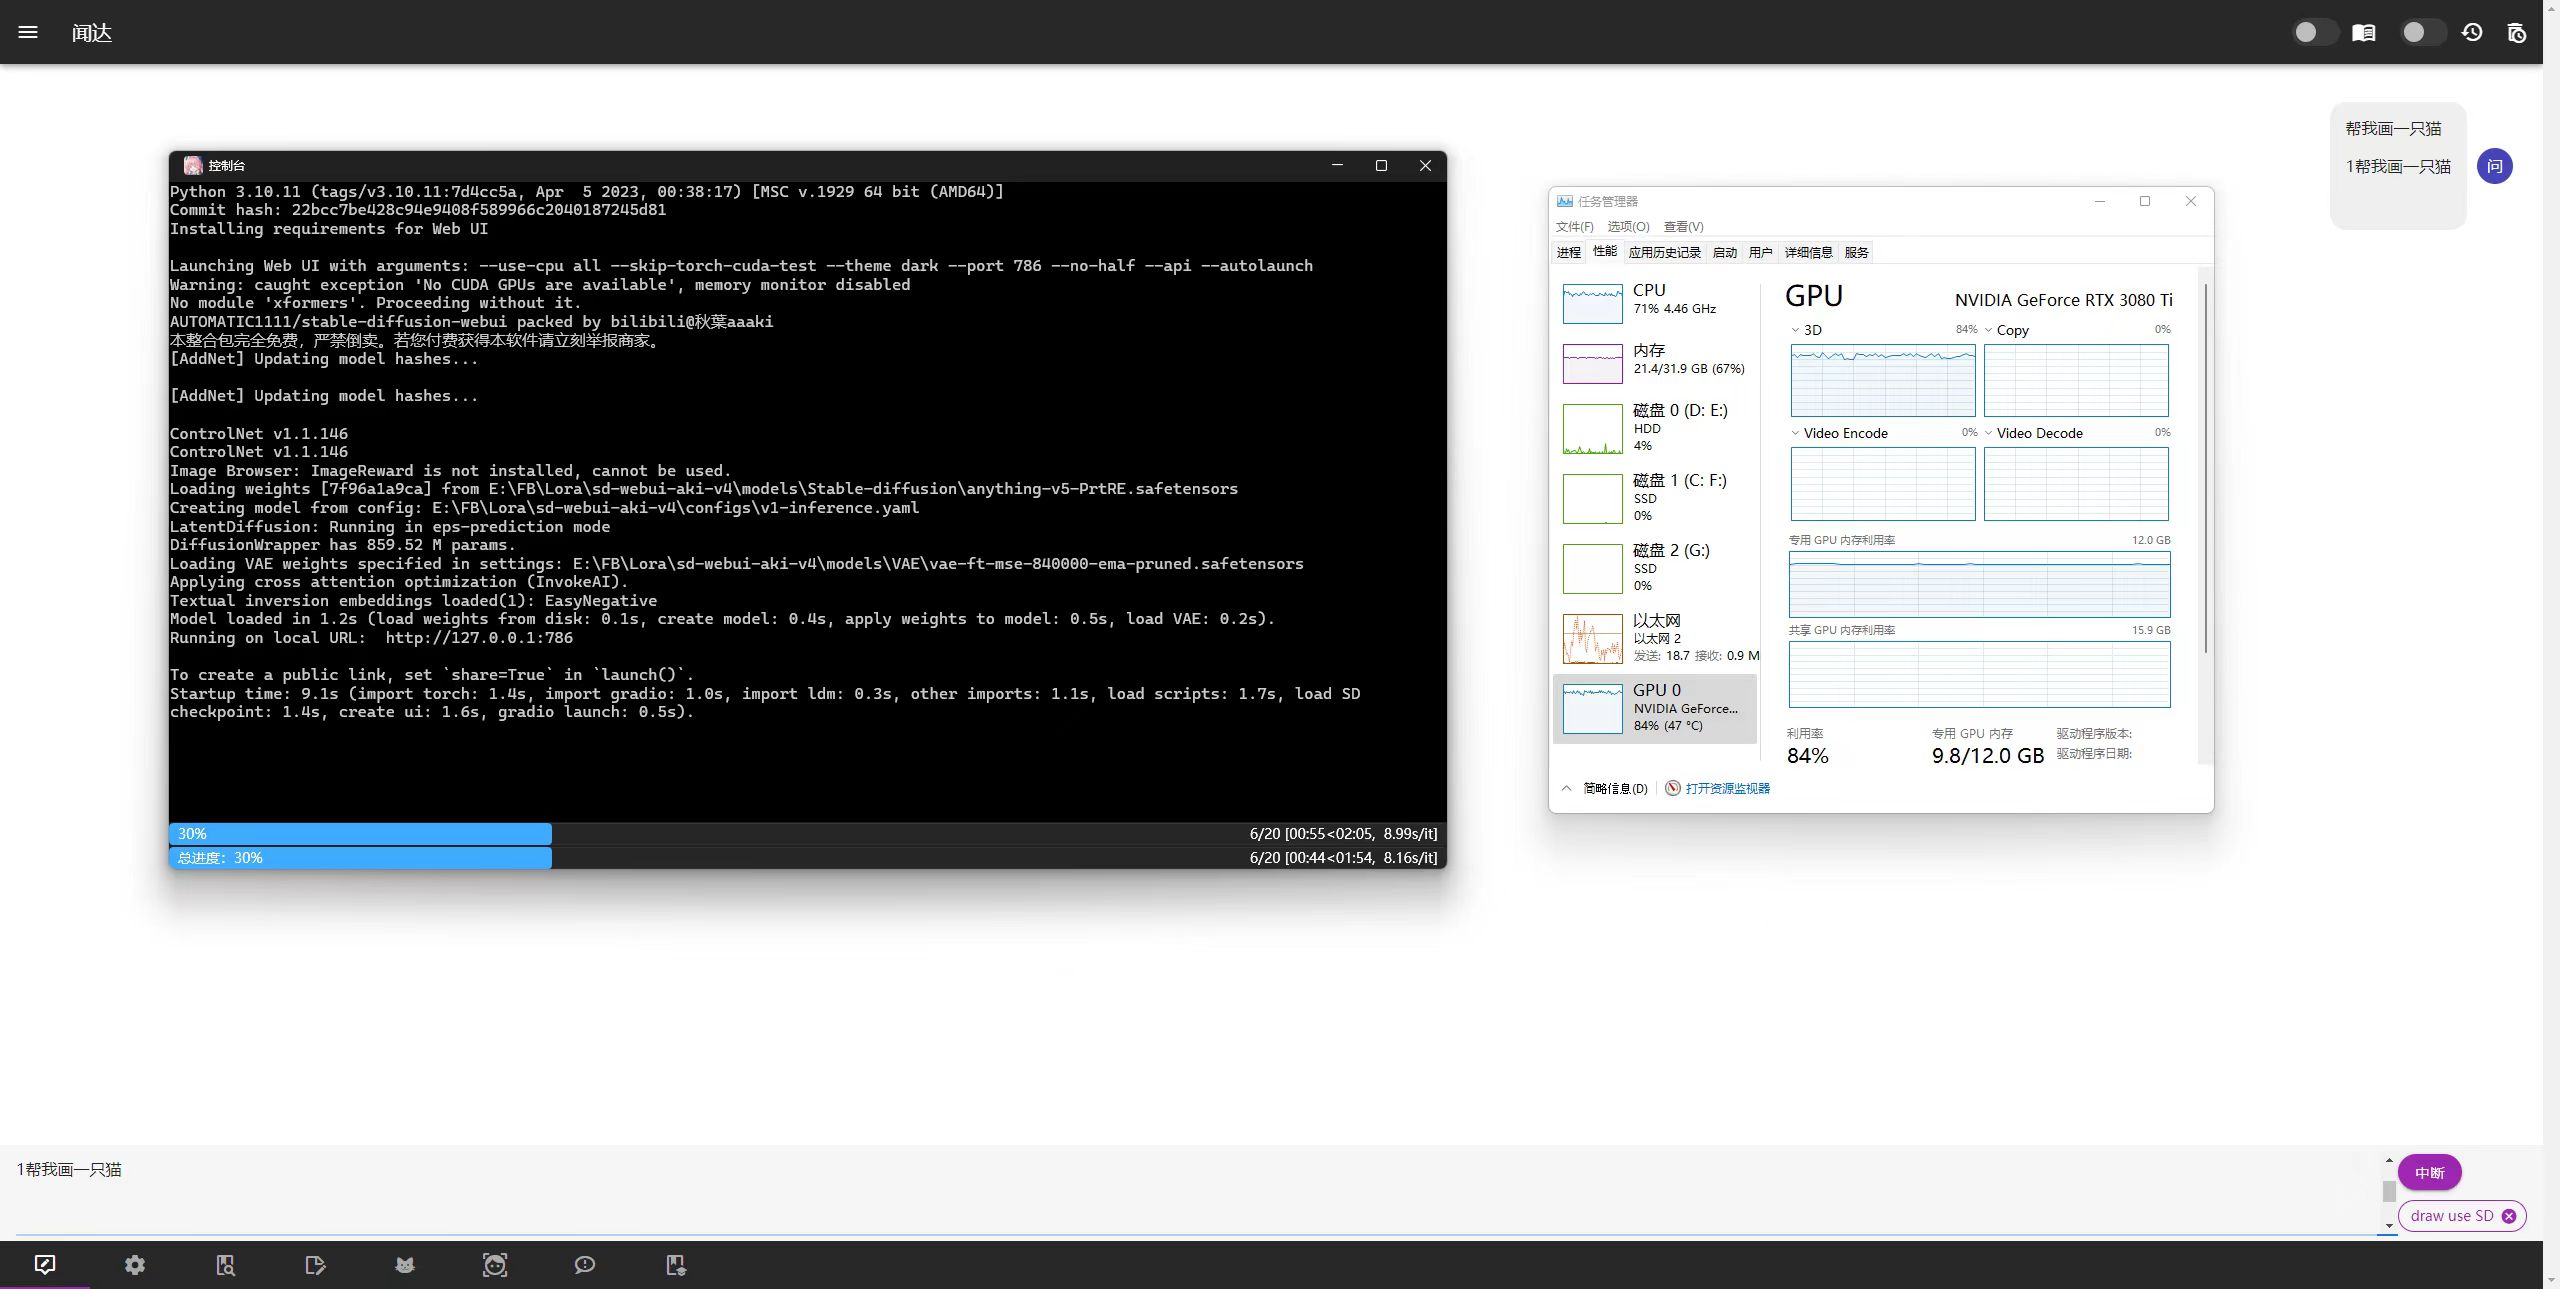 闻达
帮我画一只猫
1帮我画一只猫
问
控制台
Python 3.10.11 (tags/v3.10.11:7d4cc5a, Apr  5 2023, 00:38:17) [MSC v.1929 64 bit (AMD64)]
Commit hash: 22bcc7be428c94e9408f589966c2040187245d81
Installing requirements for Web UI
Launching Web UI with arguments: --use-cpu all --skip-torch-cuda-test --theme dark --port 786 --no-half --api --autolaunch
Warning: caught exception 'No CUDA GPUs are available', memory monitor disabled
No module 'xformers'. Proceeding without it.
AUTOMATIC1111/stable-diffusion-webui packed by bilibili@秋葉aaaki
本整合包完全免费，严禁倒卖。若您付费获得本软件请立刻举报商家。
[AddNet] Updating model hashes...
[AddNet] Updating model hashes...
ControlNet v1.1.146
ControlNet v1.1.146
Image Browser: ImageReward is not installed, cannot be used.
Loading weights [7f96a1a9ca] from E:\FB\Lora\sd-webui-aki-v4\models\Stable-diffusion\anything-v5-PrtRE.safetensors
Creating model from config: E:\FB\Lora\sd-webui-aki-v4\configs\v1-inference.yaml
LatentDiffusion: Running in eps-prediction mode
DiffusionWrapper has 859.52 M params.
Loading VAE weights specified in settings: E:\FB\Lora\sd-webui-aki-v4\models\VAE\vae-ft-mse-840000-ema-pruned.safetensors
Applying cross attention optimization (InvokeAI).
Textual inversion embeddings loaded(1): EasyNegative
Model loaded in 1.2s (load weights from disk: 0.1s, create model: 0.4s, apply weights to model: 0.5s, load VAE: 0.2s).
Running on local URL:  http://127.0.0.1:786
To create a public link, set `share=True` in `launch()`.
Startup time: 9.1s (import torch: 1.4s, import gradio: 1.0s, import ldm: 0.3s, other imports: 1.1s, load scripts: 1.7s, load SD
checkpoint: 1.4s, create ui: 1.6s, gradio launch: 0.5s).
30% 6/20 [00:55<02:05, 8.99s/it]
总进度: 30% 6/20 [00:44<01:54, 8.16s/it]
任务管理器
文件(F) 选项(O) 查看(V)
进程 性能 应用历史记录 启动 用户 详细信息 服务
CPU
71% 4.46 GHz
内存
21.4/31.9 GB (67%)
磁盘 0 (D: E:)
HDD
4%
磁盘 1 (C: F:)
SSD
0%
磁盘 2 (G:)
SSD
0%
以太网
以太网 2
发送: 18.7 接收: 0.9 M
GPU 0
NVIDIA GeForce...
84% (47 °C)
GPU NVIDIA GeForce RTX 3080 Ti
3D 84% Copy 0%
Video Encode 0% Video Decode 0%
专用 GPU 内存利用率 12.0 GB
共享 GPU 内存利用率 15.9 GB
利用率 专用 GPU 内存 驱动程序版本:
84% 9.8/12.0 GB 驱动程序日期:
简略信息(D) 打开资源监视器
1帮我画一只猫
中断
draw use SD